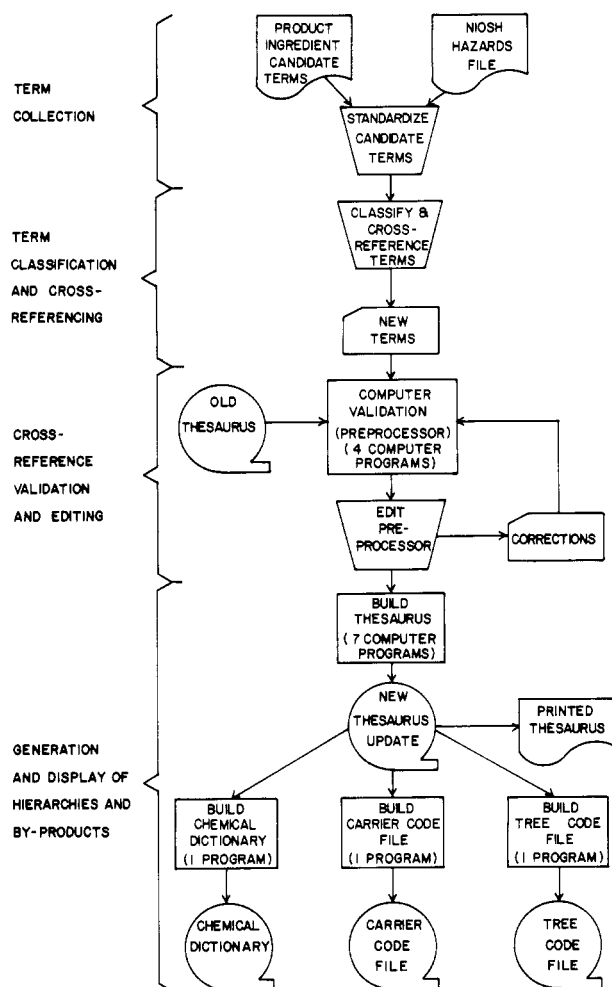 PRODUCT
INGREDIENT
CANDIDATE
TERMS
NIOSH
HAZARDS
FILE
TERM
COLLECTION
STANDARDIZE
CANDIDATE
TERMS
CLASSIFY &
CROSS-
REFERENCE
TERMS
TERM
CLASSIFICATION
AND CROSS-
REFERENCING
NEW
TERMS
OLD
THESAURUS
COMPUTER
VALIDATION
(PREPROCESSOR)
(4 COMPUTER
PROGRAMS)
CROSS-
REFERENCE
VALIDATION
AND EDITING
EDIT
PRE-
PROCESSOR
CORRECTIONS
BUILD
THESAURUS
(7 COMPUTER
PROGRAMS)
NEW
THESAURUS
UPDATE
PRINTED
THESAURUS
GENERATION
AND DISPLAY OF
HIERARCHIES AND
BY-PRODUCTS
BUILD
CHEMICAL
DICTIONARY
(1 PROGRAM)
BUILD
CARRIER CODE
FILE
(1 PROGRAM)
BUILD
TREE CODE
FILE
(1 PROGRAM)
CHEMICAL
DICTIONARY
CARRIER
CODE
FILE
TREE
CODE
FILE